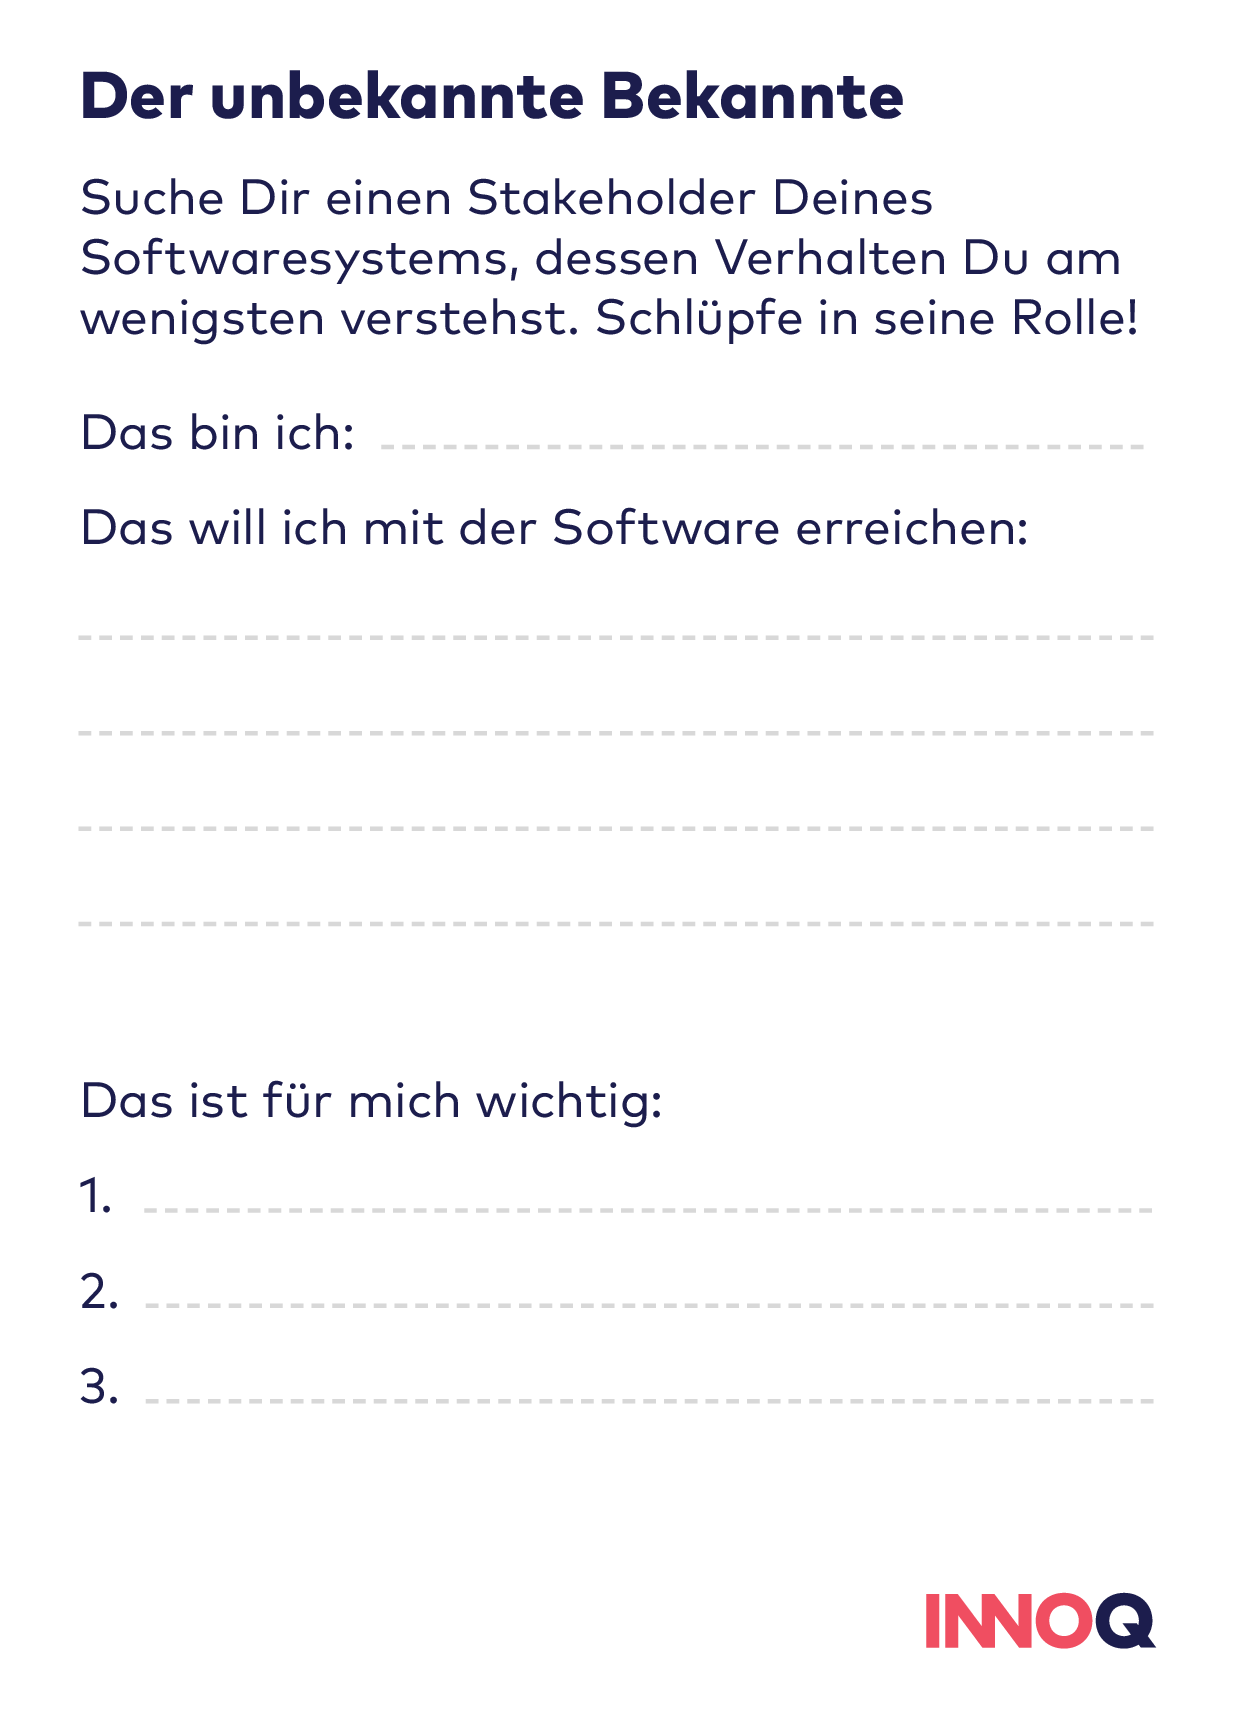 Der unbekannte Bekannte
Suche Dir einen Stakeholder Deines
Softwaresystems, dessen Verhalten Du am
wenigsten verstehst. Schlüpfe in seine Rolle!
Das bin ich:
Das will ich mit der Software erreichen:
Das ist für mich wichtig:
1.
2.
3.
INNOQ